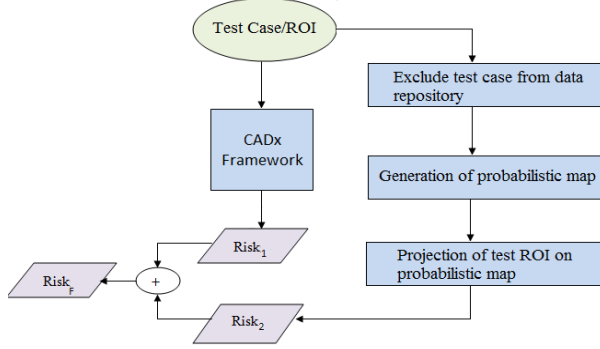 Test Case/ROI
Exclude test case from data
repository
CADx
Framework
Generation of probabilistic map
Risk1
Projection of test ROI on
probabilistic map
RiskF
+
Risk2